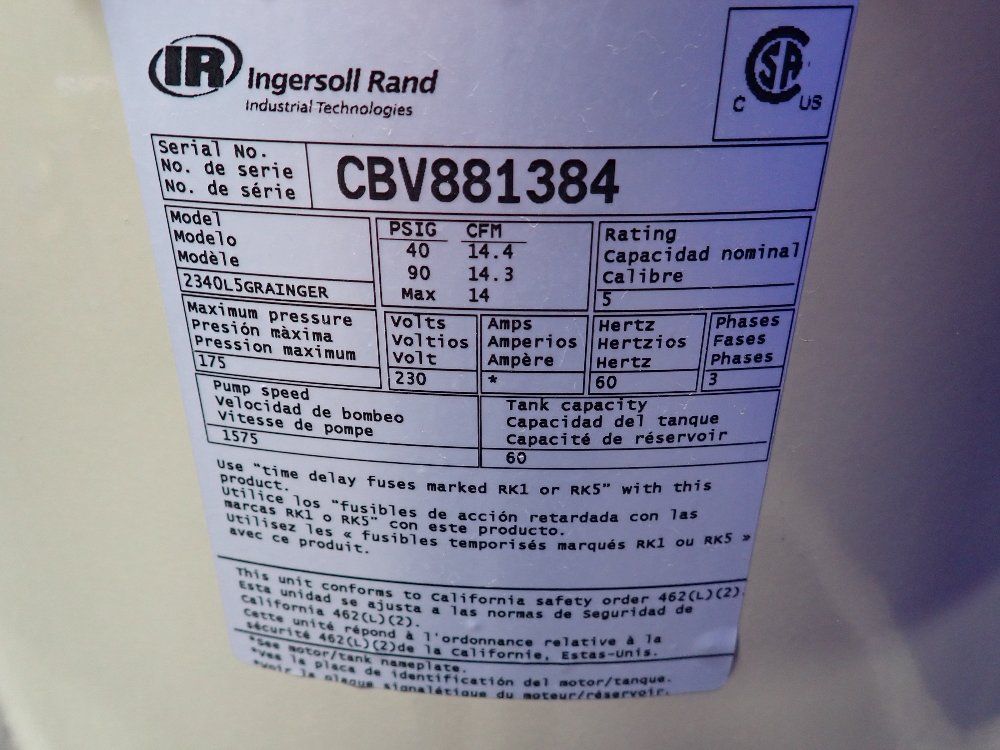 IR Ingersoll Rand
Industrial Technologies
C SA US
Serial No.
No. de serie
No. de série
CBV881384
Model
Modelo
Modèle
2340L5GRAINGER
PSIG CFM
40 14.4
90 14.3
Max 14
Rating
Capacidad nominal
Calibre
5
Maximum pressure
Presión màxima
Pression maximum
175
Volts
Voltios
Volt
230
Amps
Amperios
Ampère
*
Hertz
Hertzios
Hertz
60
Phases
Fases
Phases
3
Pump speed
Velocidad de bombeo
Vitesse de pompe
1575
Tank capacity
Capacidad del tanque
Capacité de réservoir
60
Use "time delay fuses marked RK1 or RK5" with this
product.
Utilice los "fusibles de acción retardada con las
marcas RK1 o RK5" con este producto.
Utilisez les « fusibles temporisés marqués RK1 ou RK5 »
avec ce produit.
This unit conforms to California safety order 462(L)(2).
Esta unidad se ajusta a las normas de Seguridad de
California 462(L)(2).
Cette unité répond à l'ordonnance relative à la
sécurité 462(L)(2)de la Californie, Estas-Unis.
*see motor/tank nameplate.
*vea la placa de identificación del motor/tanque.
*voir la plaque signalétique du moteur/réservoir.